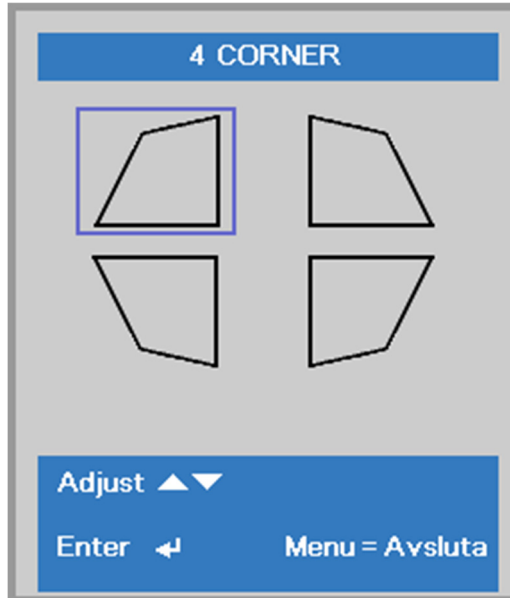 4 CORNER
Adjust ▲▼
Enter ↵
Menu = Avsluta